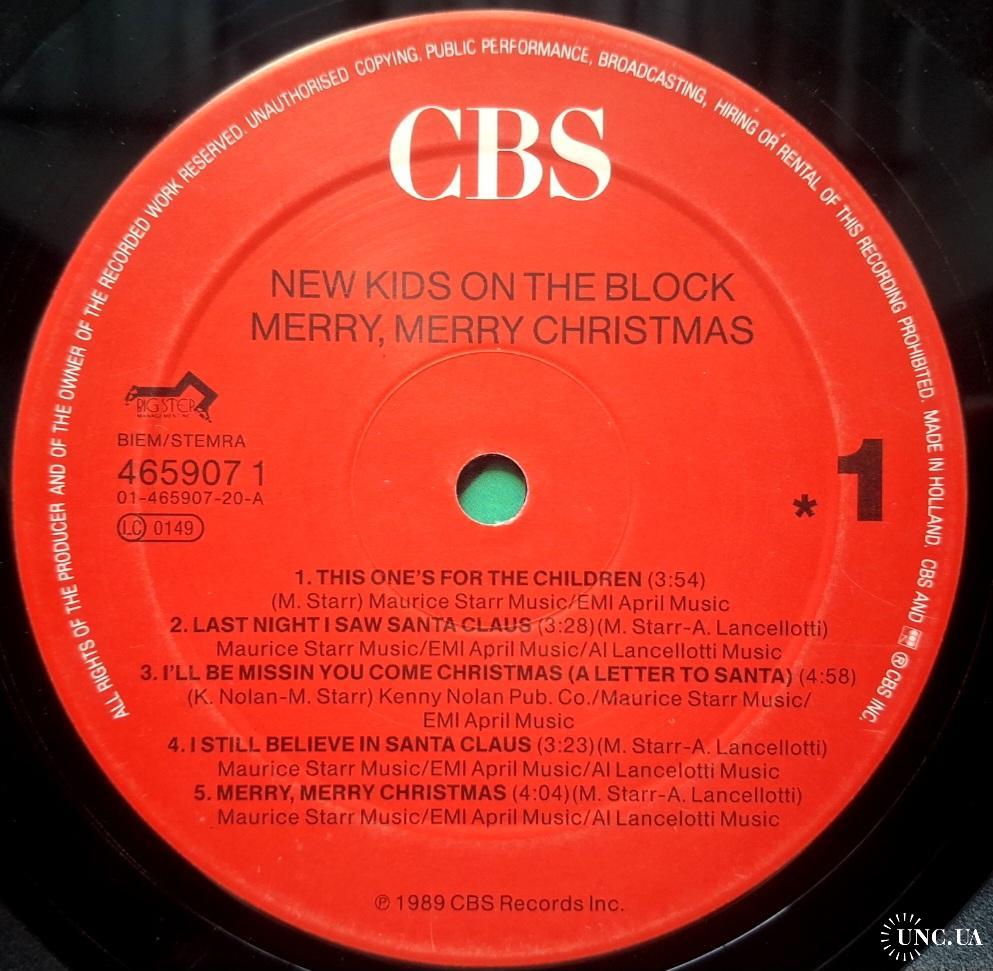 ALL RIGHTS OF THE PRODUCER AND OF THE OWNER OF THE RECORDED WORK RESERVED. UNAUTHORISED COPYING, PUBLIC PERFORMANCE, BROADCASTING, HIRING OR RENTAL OF THIS RECORDING PROHIBITED. MADE IN HOLLAND. CBS AND ® CBS INC.
CBS
NEW KIDS ON THE BLOCK
MERRY, MERRY CHRISTMAS
BIG STEP
BIEM/STEMRA
465907 1
01-465907-20-A
LC 0149
* 1
1. THIS ONE'S FOR THE CHILDREN (3:54)
(M. Starr) Maurice Starr Music/EMI April Music
2. LAST NIGHT I SAW SANTA CLAUS (3:28)(M. Starr-A. Lancellotti)
Maurice Starr Music/EMI April Music/Al Lancellotti Music
3. I'LL BE MISSIN YOU COME CHRISTMAS (A LETTER TO SANTA) (4:58)
(K. Nolan-M. Starr) Kenny Nolan Pub. Co./Maurice Starr Music/
EMI April Music
4. I STILL BELIEVE IN SANTA CLAUS (3:23)(M. Starr-A. Lancellotti)
Maurice Starr Music/EMI April Music/Al Lancelotti Music
5. MERRY, MERRY CHRISTMAS (4:04)(M. Starr-A. Lancellotti)
Maurice Starr Music/EMI April Music/Al Lancellotti Music
℗ 1989 CBS Records Inc.
UNC.UA